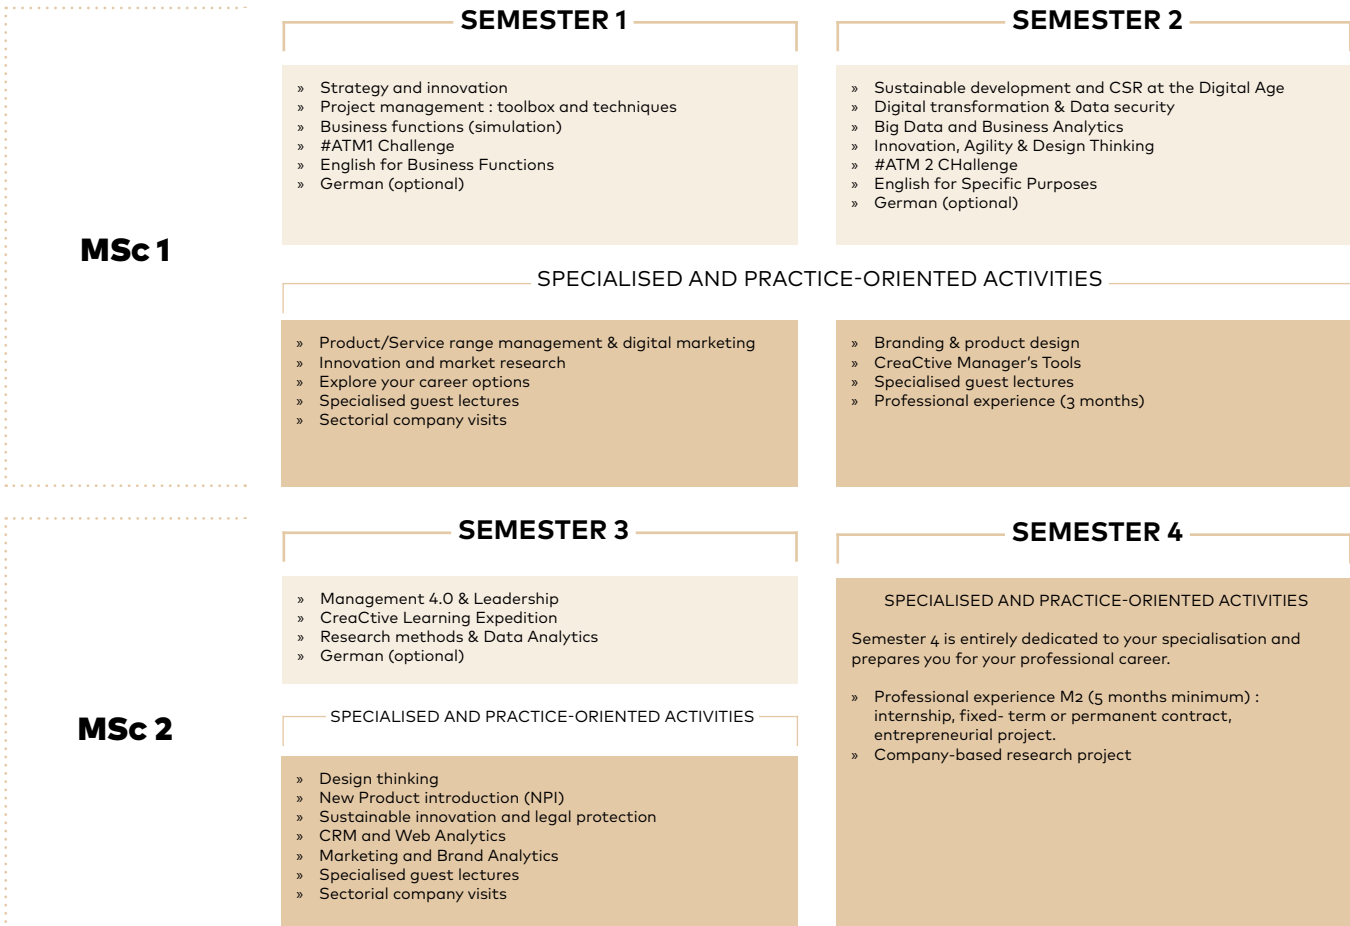 MSc 1
SEMESTER 1
» Strategy and innovation
» Project management : toolbox and techniques
» Business functions (simulation)
» #ATM1 Challenge
» English for Business Functions
» German (optional)
SEMESTER 2
» Sustainable development and CSR at the Digital Age
» Digital transformation & Data security
» Big Data and Business Analytics
» Innovation, Agility & Design Thinking
» #ATM 2 CHallenge
» English for Specific Purposes
» German (optional)
SPECIALISED AND PRACTICE-ORIENTED ACTIVITIES
» Product/Service range management & digital marketing
» Innovation and market research
» Explore your career options
» Specialised guest lectures
» Sectorial company visits
» Branding & product design
» CreaCtive Manager's Tools
» Specialised guest lectures
» Professional experience (3 months)
MSc 2
SEMESTER 3
» Management 4.0 & Leadership
» CreaCtive Learning Expedition
» Research methods & Data Analytics
» German (optional)
SPECIALISED AND PRACTICE-ORIENTED ACTIVITIES
» Design thinking
» New Product introduction (NPI)
» Sustainable innovation and legal protection
» CRM and Web Analytics
» Marketing and Brand Analytics
» Specialised guest lectures
» Sectorial company visits
SEMESTER 4
SPECIALISED AND PRACTICE-ORIENTED ACTIVITIES
Semester 4 is entirely dedicated to your specialisation and
prepares you for your professional career.
» Professional experience M2 (5 months minimum) :
internship, fixed- term or permanent contract,
entrepreneurial project.
» Company-based research project